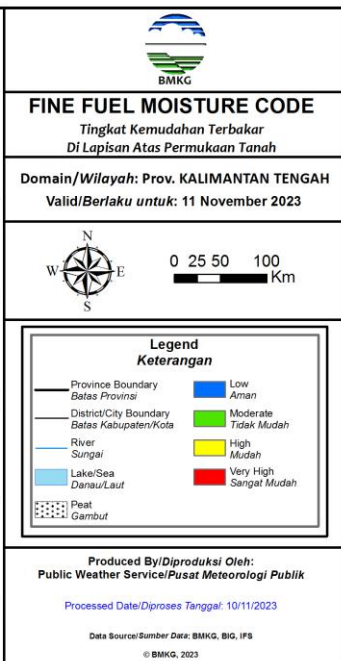 BMKG
FINE FUEL MOISTURE CODE
Tingkat Kemudahan Terbakar
Di Lapisan Atas Permukaan Tanah
Domain/Wilayah: Prov. KALIMANTAN TENGAH
Valid/Berlaku untuk: 11 November 2023
N
W E
S
0 25 50 100
Km
Legend
Keterangan
Province Boundary
Batas Provinsi
District/City Boundary
Batas Kabupaten/Kota
River
Sungai
Lake/Sea
Danau/Laut
Peat
Gambut
Low
Aman
Moderate
Tidak Mudah
High
Mudah
Very High
Sangat Mudah
Produced By/Diproduksi Oleh:
Public Weather Service/Pusat Meteorologi Publik
Processed Date/Diproses Tanggal: 10/11/2023
Data Source/Sumber Data: BMKG, BIG, IFS
© BMKG, 2023